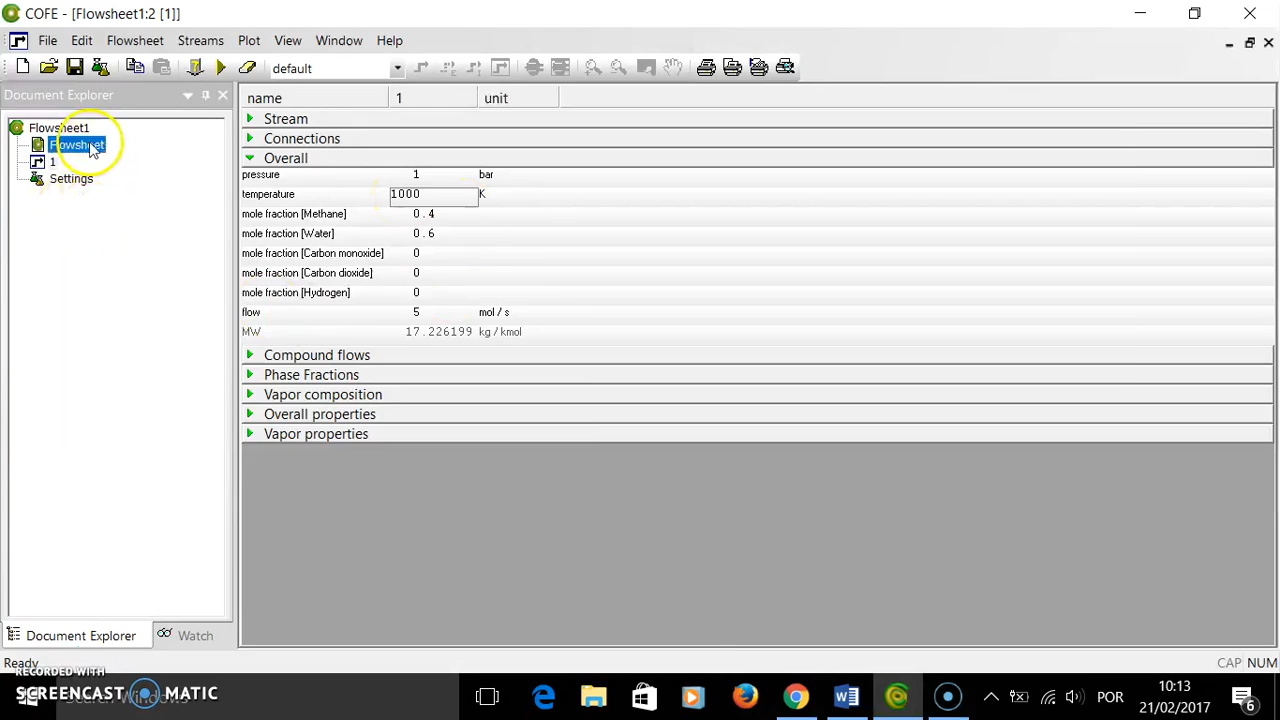 COFE - [Flowsheet1:2 [1]]
File Edit Flowsheet Streams Plot View Window Help
default
Document Explorer
Flowsheet1
Flowsheet
1
Settings
name 1 unit
Stream
Connections
Overall
pressure 1 bar
temperature 1000 K
mole fraction [Methane] 0.4
mole fraction [Water] 0.6
mole fraction [Carbon monoxide] 0
mole fraction [Carbon dioxide] 0
mole fraction [Hydrogen] 0
flow 5 mol / s
MW 17.226199 kg / kmol
Compound flows
Phase Fractions
Vapor composition
Overall properties
Vapor properties
Document Explorer Watch
Ready CAP NUM
RECORDED WITH
SCREENCAST MATIC
Windows
POR
10:13
21/02/2017
6